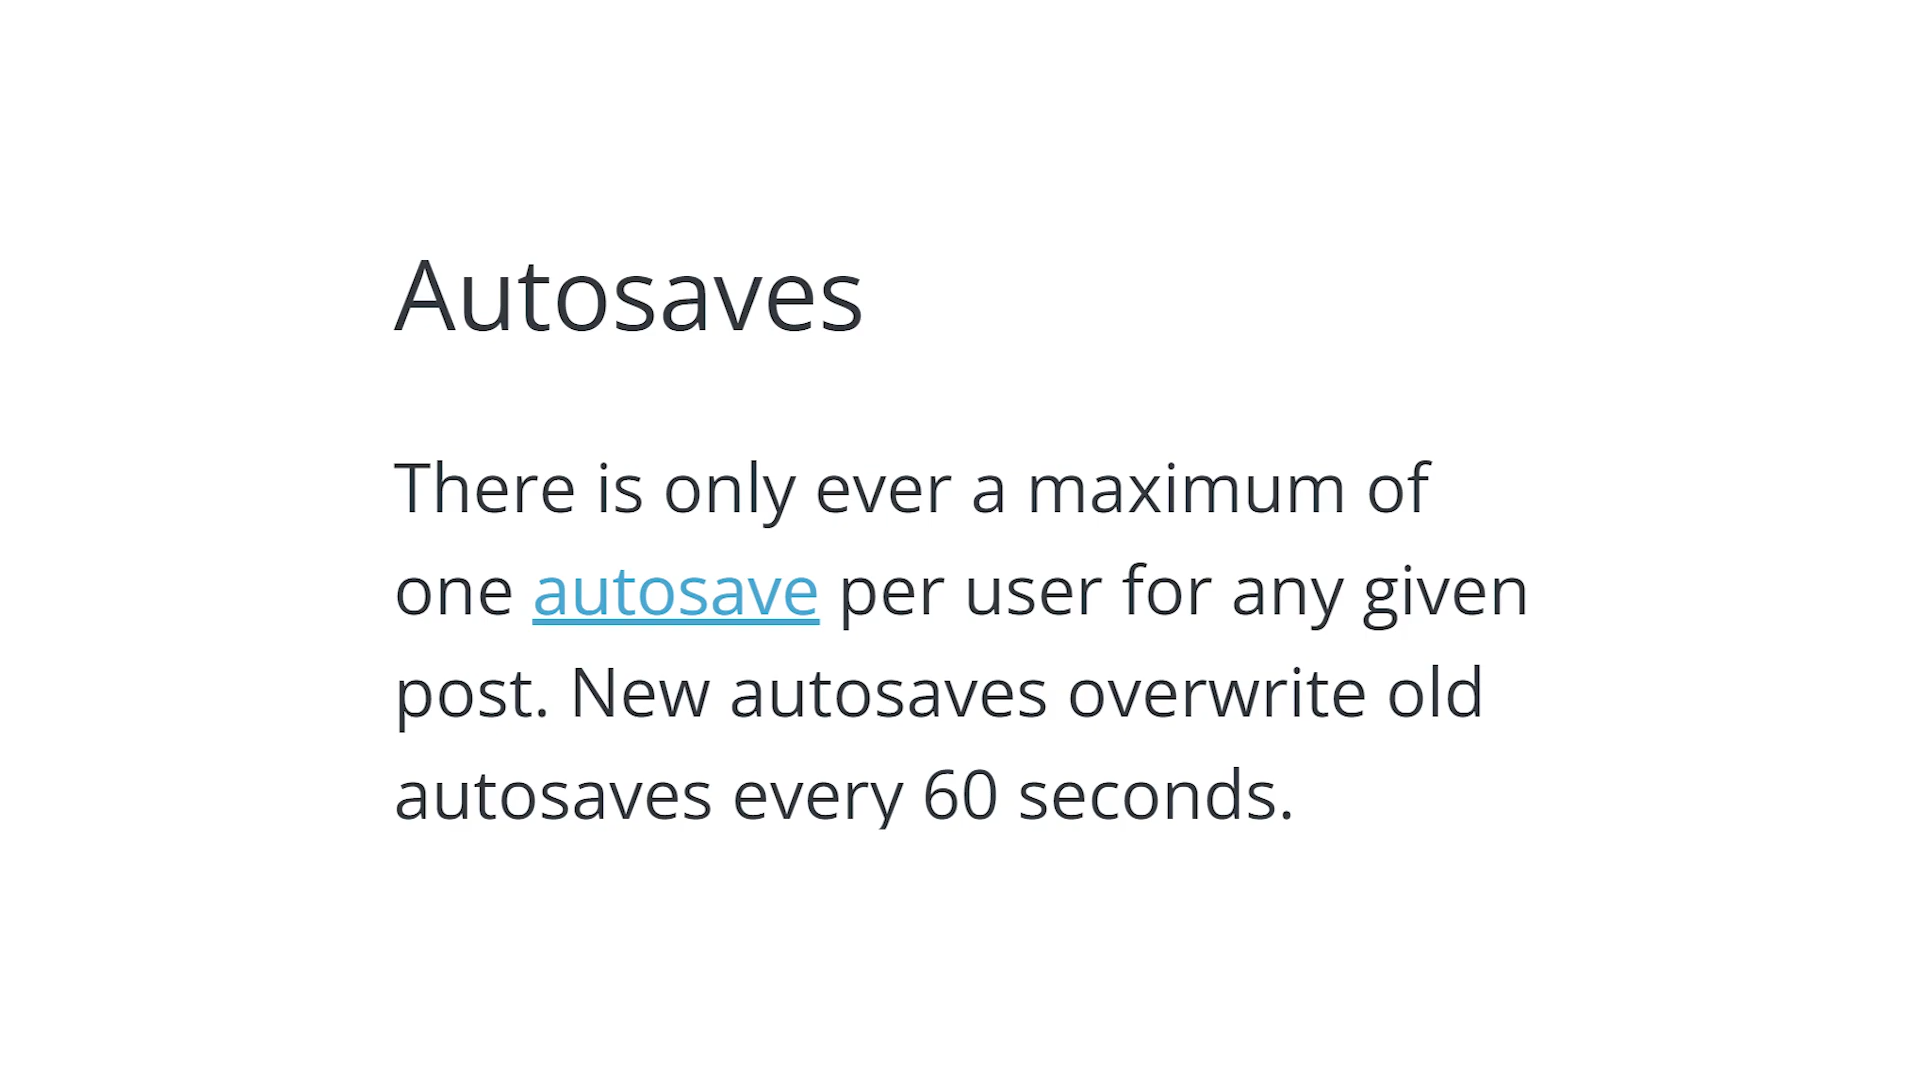 Autosaves
There is only ever a maximum of
one autosave per user for any given
post. New autosaves overwrite old
autosaves every 60 seconds.